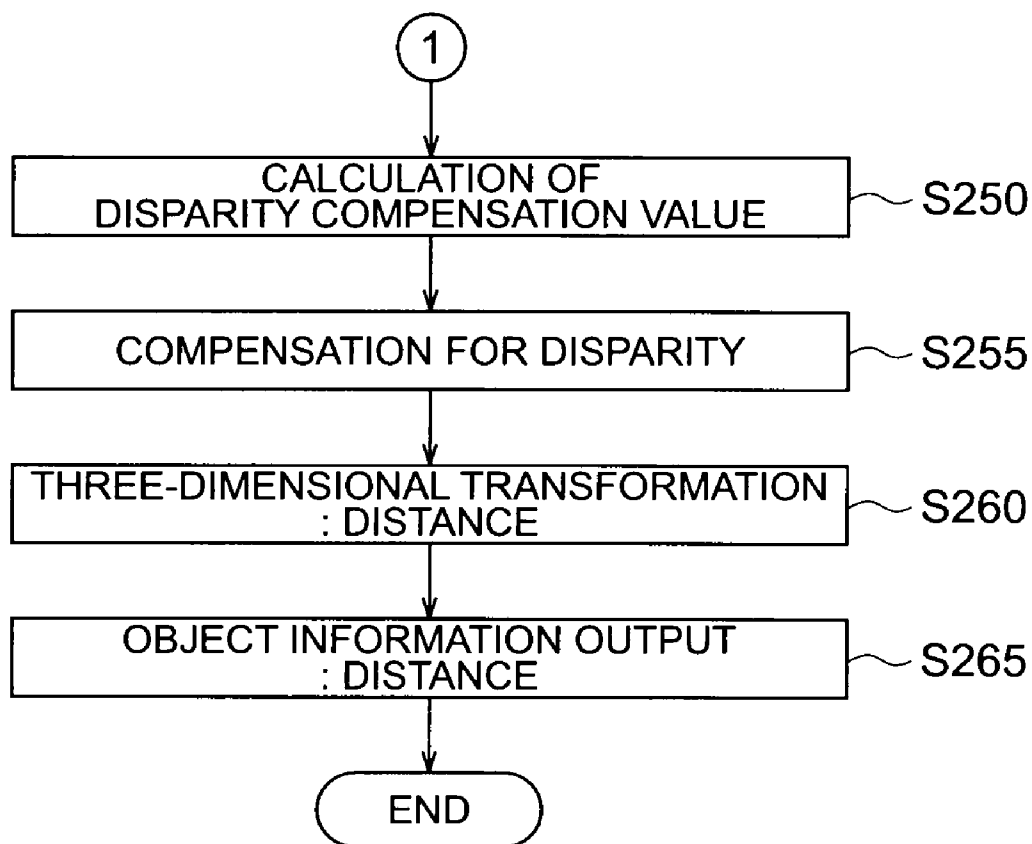 1
CALCULATION OF
DISPARITY COMPENSATION VALUE
S250
COMPENSATION FOR DISPARITY
S255
THREE-DIMENSIONAL TRANSFORMATION
: DISTANCE
S260
OBJECT INFORMATION OUTPUT
: DISTANCE
S265
END